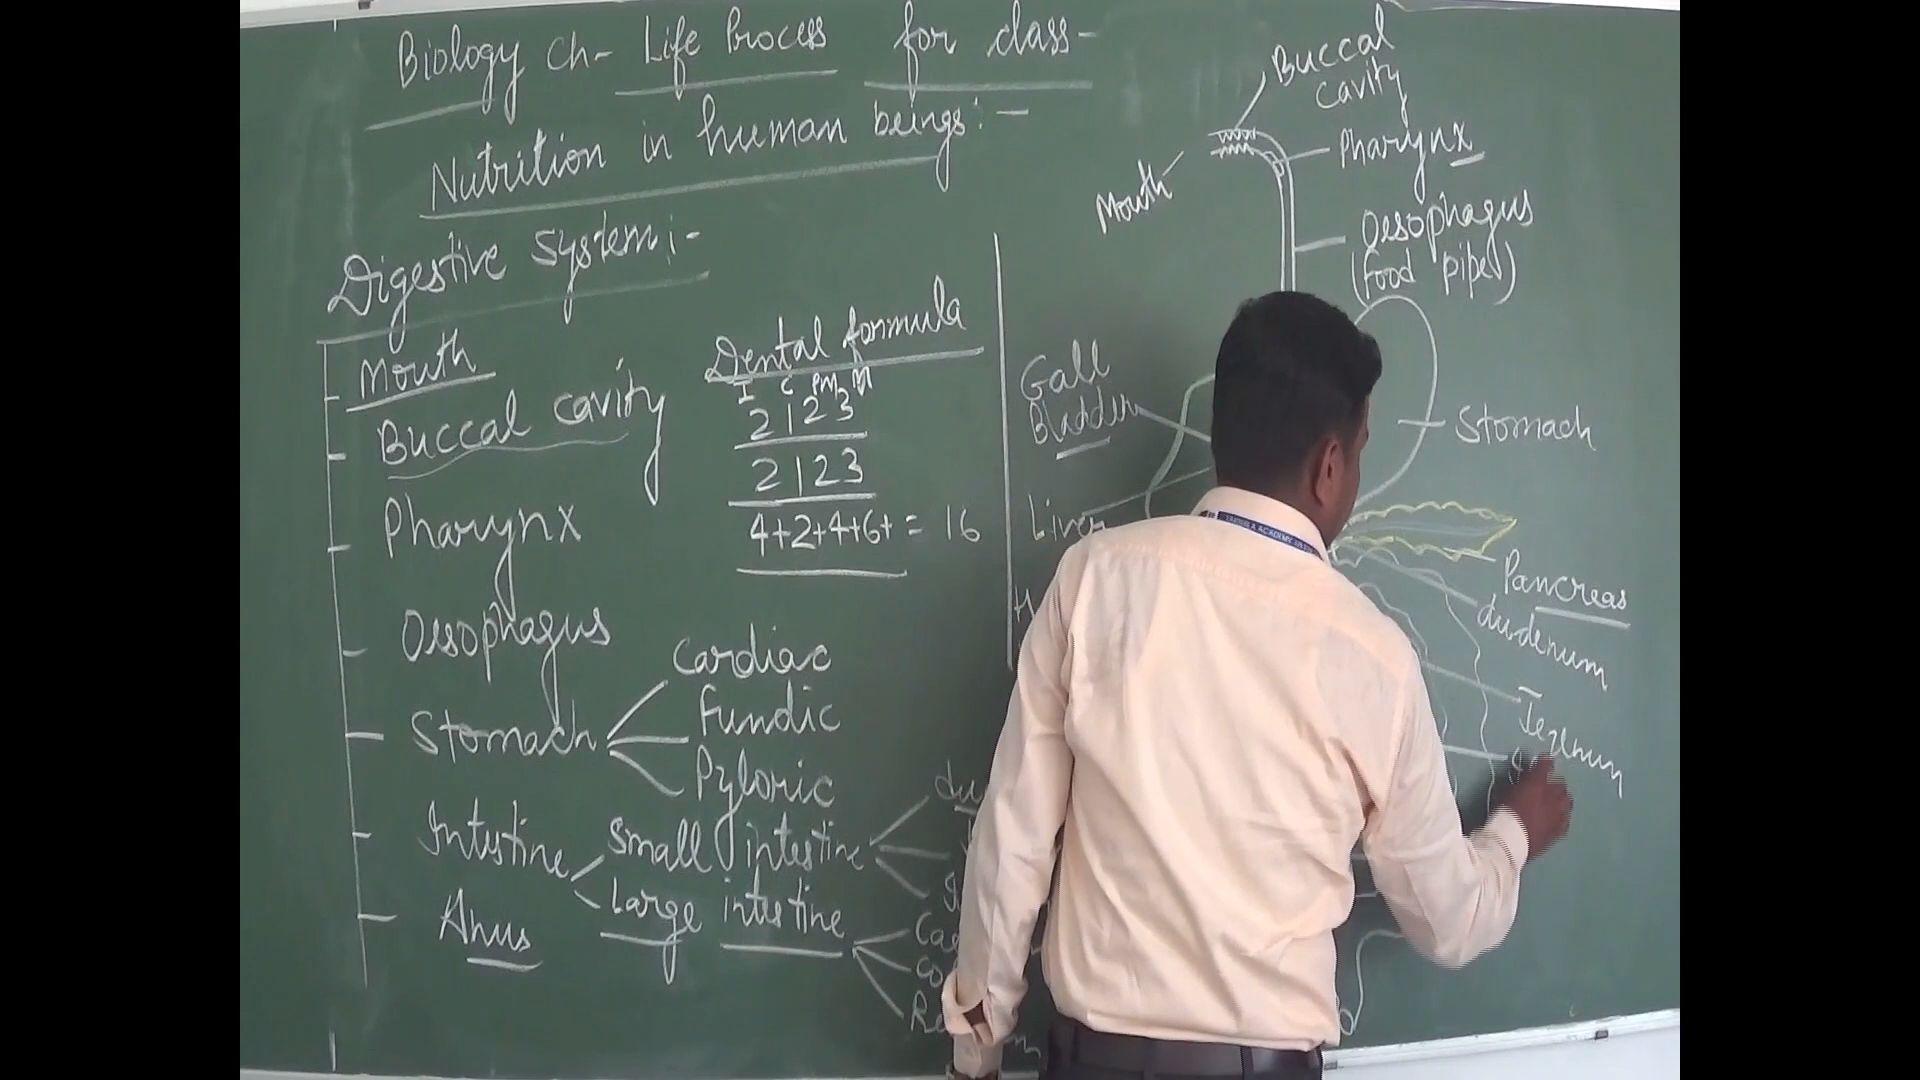 Biology Ch- Life Process for class-
Nutrition in human beings:-
Digestive System:-
Mouth
Buccal cavity
Pharynx
Oesophagus
Stomach
Cardiac
Fundic
Pyloric
Intestine
Small intestine
Large intestine
Anus
Dental formula
I C PM M
2 1 2 3
2 1 2 3
4+2+4+6+ = 16
Buccal
cavity
Pharynx
Mouth
Oesophagus
(food pipe)
Gall
Bladder
Stomach
Liver
Pancreas
dudenum